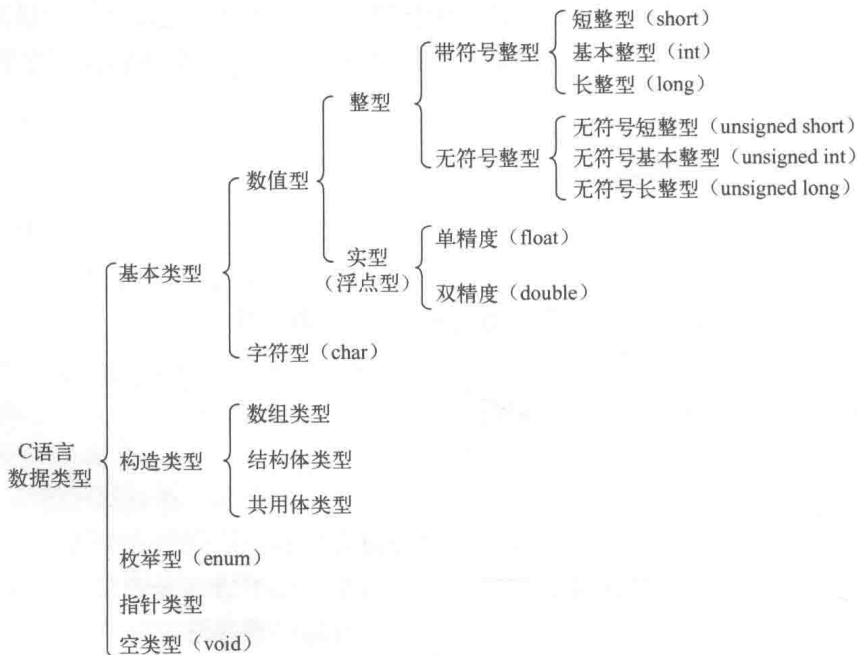 短整型（short）
带符号整型
基本整型（int）
长整型（long）
整型
无符号短整型（unsigned short）
无符号整型
无符号基本整型（unsigned int）
无符号长整型（unsigned long）
数值型
单精度（float）
实型
（浮点型）
基本类型
双精度（double）
字符型（char）
数组类型
C语言
数据类型
构造类型
结构体类型
共用体类型
枚举型（enum）
指针类型
空类型（void）